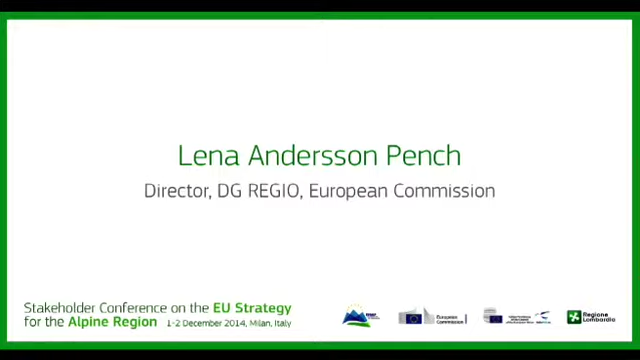 Lena Andersson Pench
Director, DG REGIO, European Commission
Stakeholder Conference on the EU Strategy
for the Alpine Region 1-2 December 2014, Milan, Italy
European
Commission
Regione
Lombardia